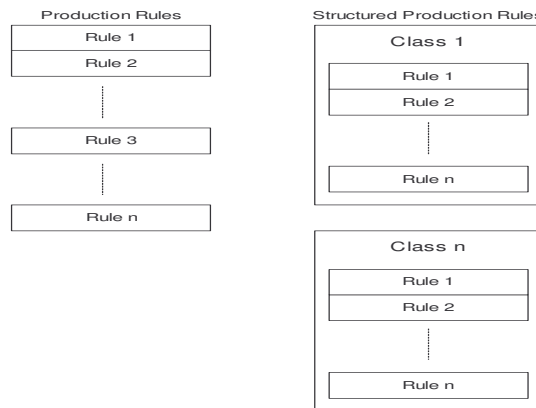 Production Rules
Rule 1
Rule 2
Rule 3
Rule n
Structured Production Rules
Class 1
Rule 1
Rule 2
Rule n
Class n
Rule 1
Rule 2
Rule n